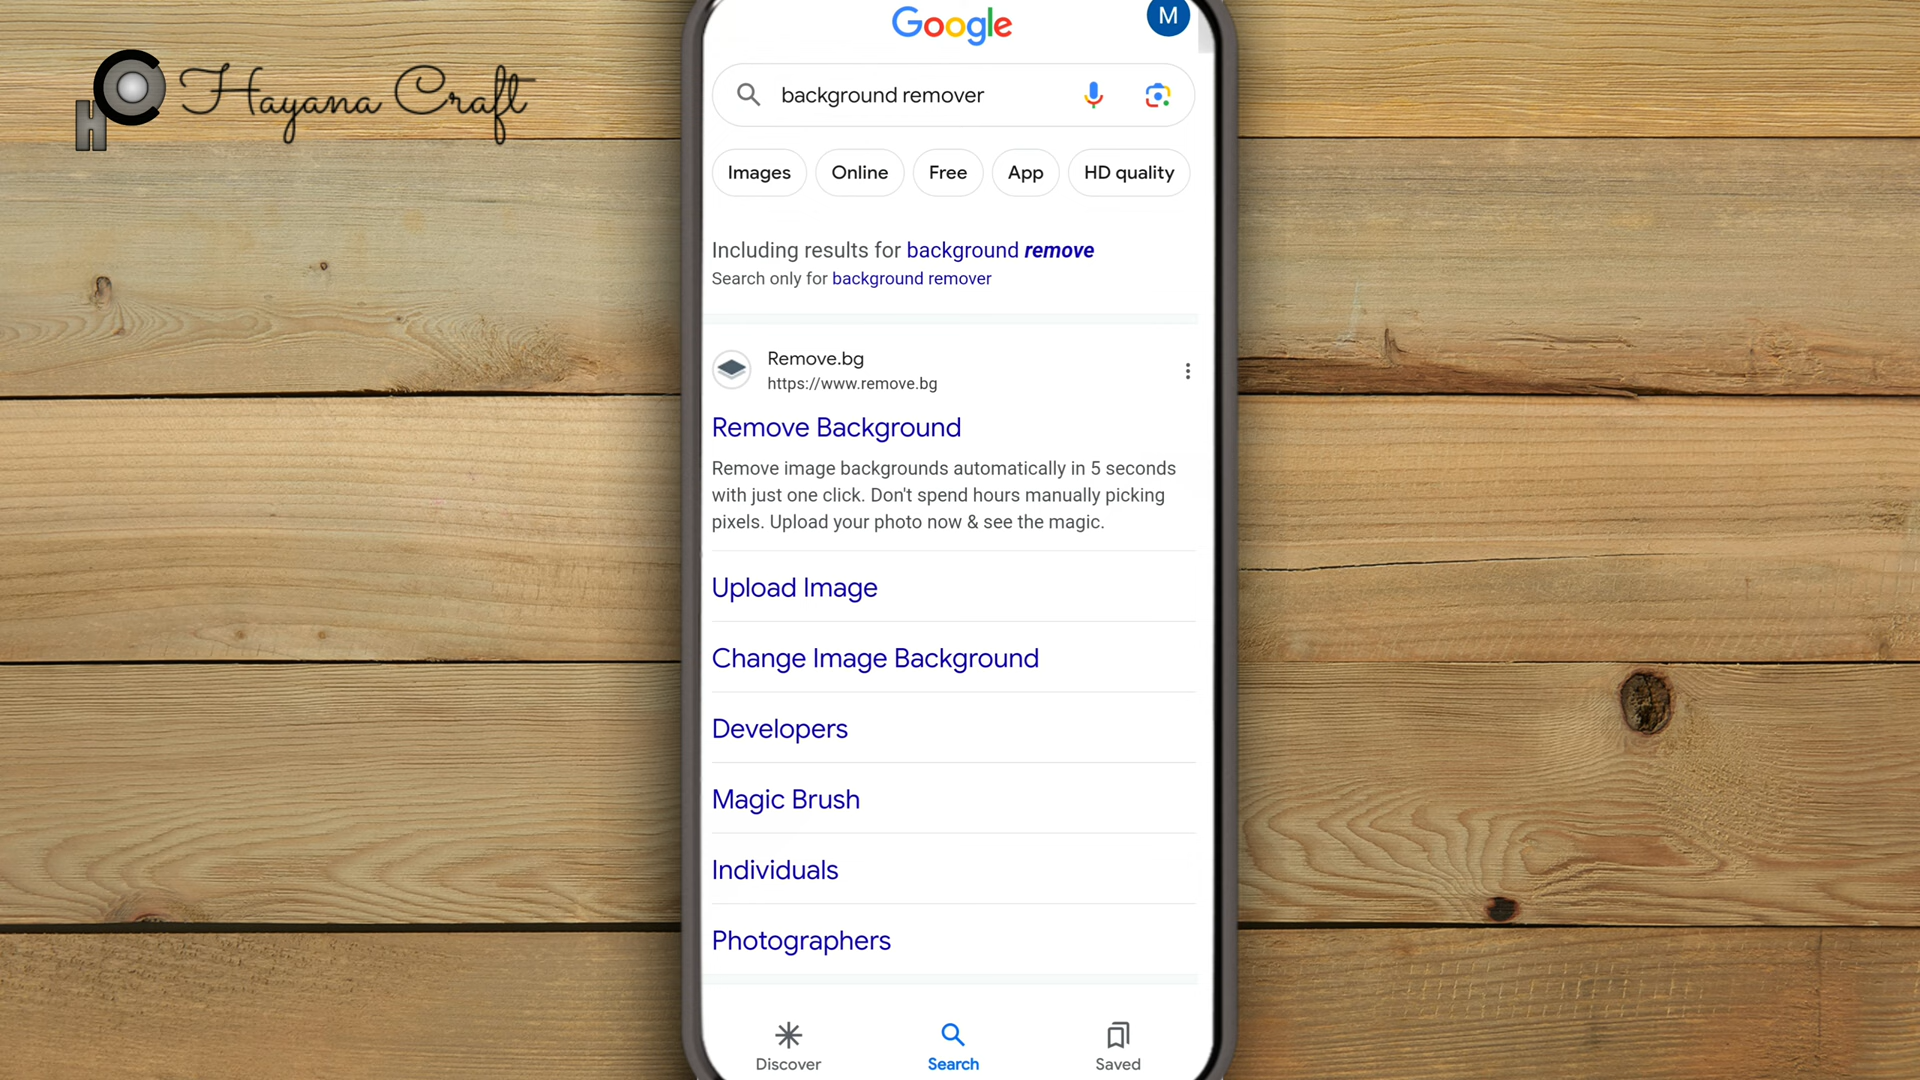 HC Hayana Craft
Google
M
background remover
Images Online Free App HD quality
Including results for background remove
Search only for background remover
Remove.bg
https://www.remove.bg
Remove Background
Remove image backgrounds automatically in 5 seconds
with just one click. Don't spend hours manually picking
pixels. Upload your photo now & see the magic.
Upload Image
Change Image Background
Developers
Magic Brush
Individuals
Photographers
Discover Search Saved